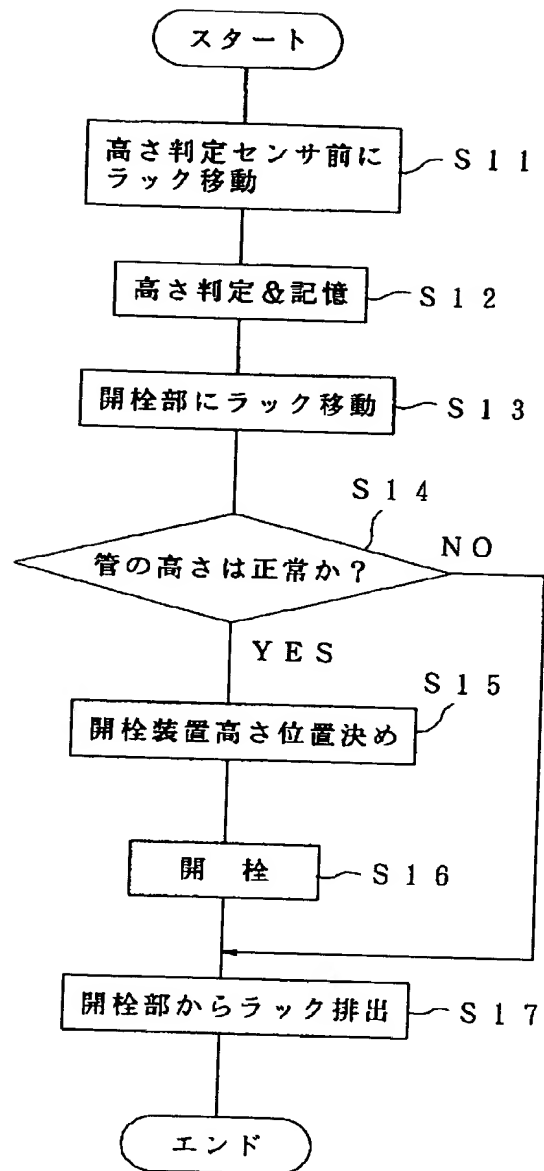 スタート
高さ判定センサ前に
ラック移動
S11
高さ判定&記憶
S12
開栓部にラック移動
S13
S14
管の高さは正常か?
NO
YES
S15
開栓装置高さ位置決め
開 栓
S16
開栓部からラック排出
S17
エンド